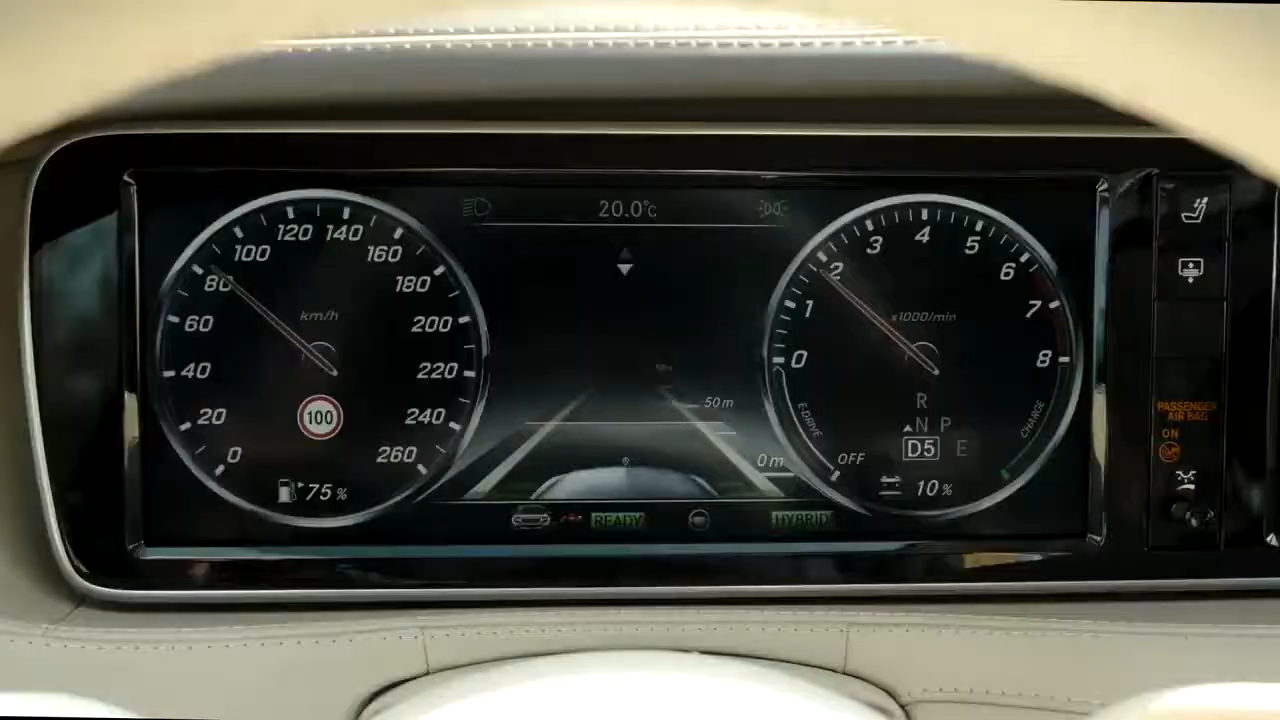 20.0°C
0
20
40
60
80
100
120
140
160
180
200
220
240
260
km/h
100
75 %
50 m
0 m
READY
HYBRID
0
1
2
3
4
5
6
7
8
x1000/min
E-DRIVE
CHARGE
OFF
R
N P
D5 E
10 %
PASSENGER
AIR BAG
ON